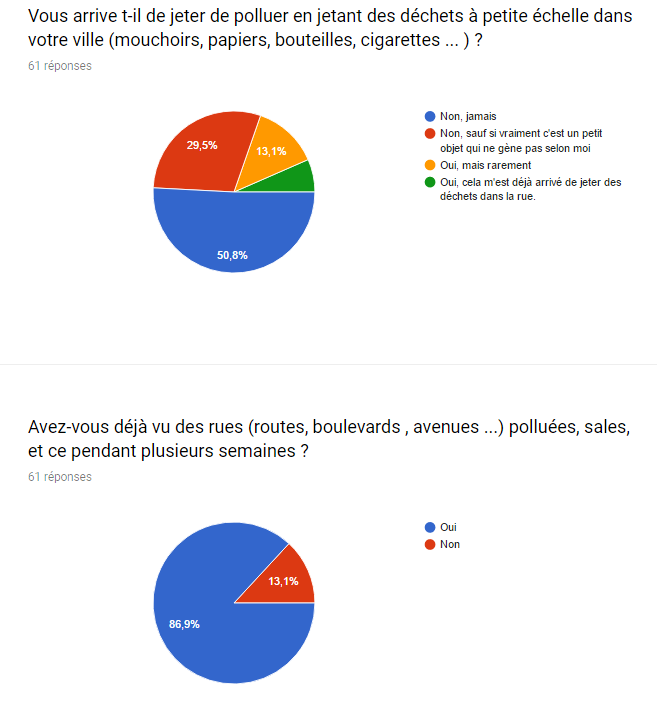 Vous arrive t-il de jeter de polluer en jetant des déchets à petite échelle dans
votre ville (mouchoirs, papiers, bouteilles, cigarettes ... ) ?
61 réponses
29,5%
13,1%
50,8%
Non, jamais
Non, sauf si vraiment c'est un petit
objet qui ne gène pas selon moi
Oui, mais rarement
Oui, cela m'est déjà arrivé de jeter des
déchets dans la rue.
Avez-vous déjà vu des rues (routes, boulevards , avenues ...) polluées, sales,
et ce pendant plusieurs semaines ?
61 réponses
13,1%
86,9%
Oui
Non